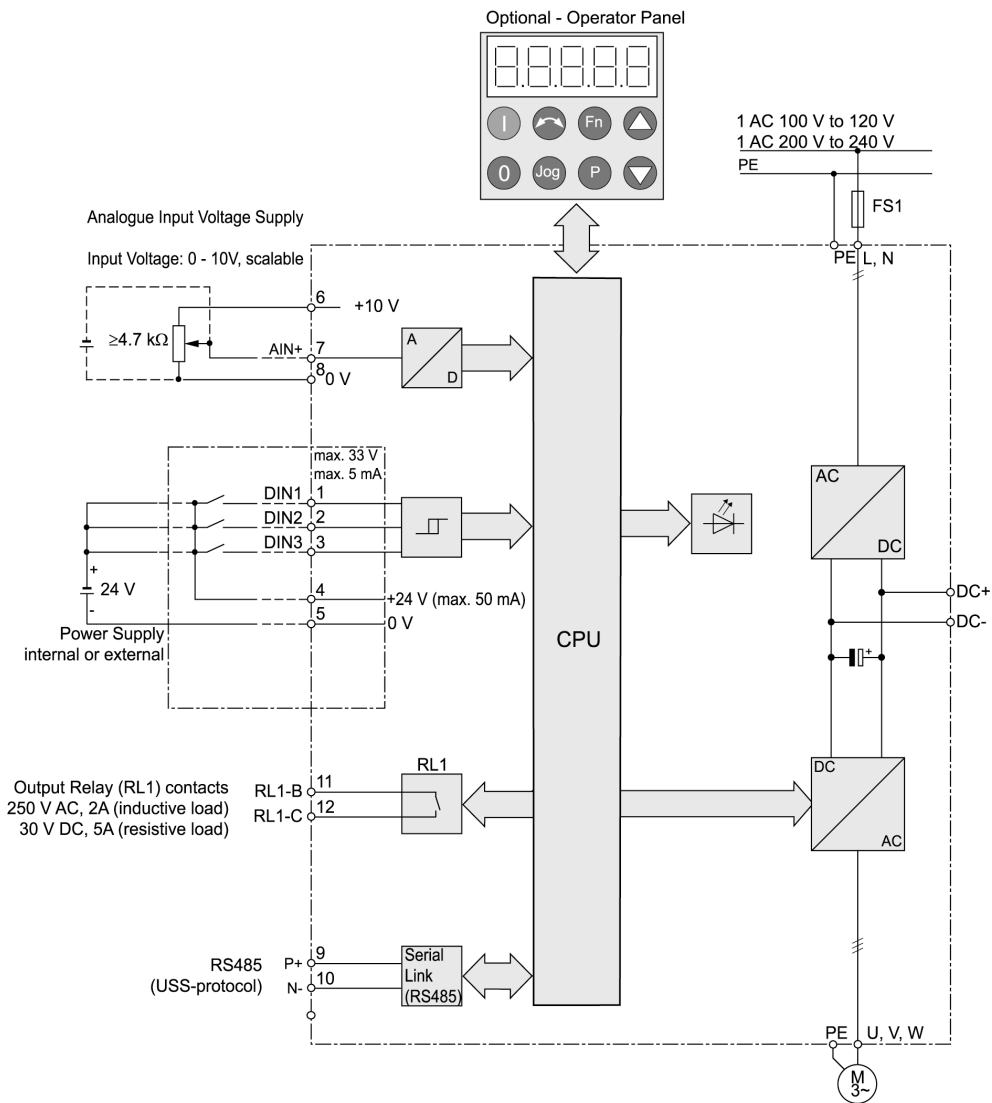 Optional - Operator Panel
8.8.8.8.8
I
Fn
0
Jog
P
1 AC 100 V to 120 V
1 AC 200 V to 240 V
PE
FS1
PE L, N
Analogue Input Voltage Supply
Input Voltage: 0 - 10V, scalable
6
+10 V
≥4.7 kΩ
AIN+
7
8
0 V
A
D
max. 33 V
max. 5 mA
DIN1
1
DIN2
2
DIN3
3
+
24 V
-
4
+24 V (max. 50 mA)
5
0 V
Power Supply
internal or external
CPU
AC
DC
DC+
DC-
+
Output Relay (RL1) contacts
250 V AC, 2A (inductive load)
30 V DC, 5A (resistive load)
RL1-B
11
RL1-C
12
RL1
DC
AC
RS485
(USS-protocol)
P+
9
N-
10
Serial
Link
(RS485)
PE
U, V, W
M
3~